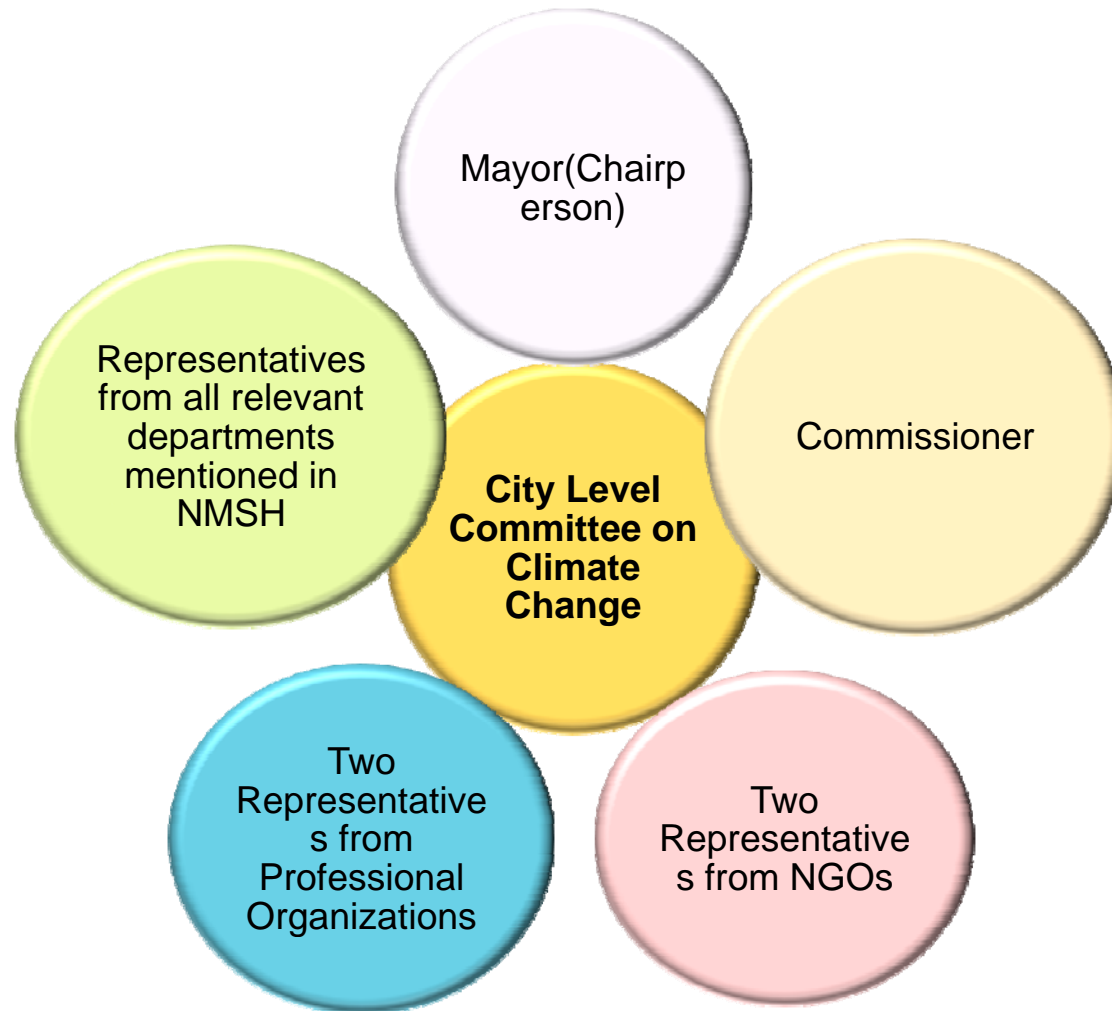 Mayor(Chairp
erson)
Commissioner
Two
Representative
s from NGOs
Two
Representative
s from
Professional
Organizations
Representatives
from all relevant
departments
mentioned in
NMSH
City Level
Committee on
Climate
Change